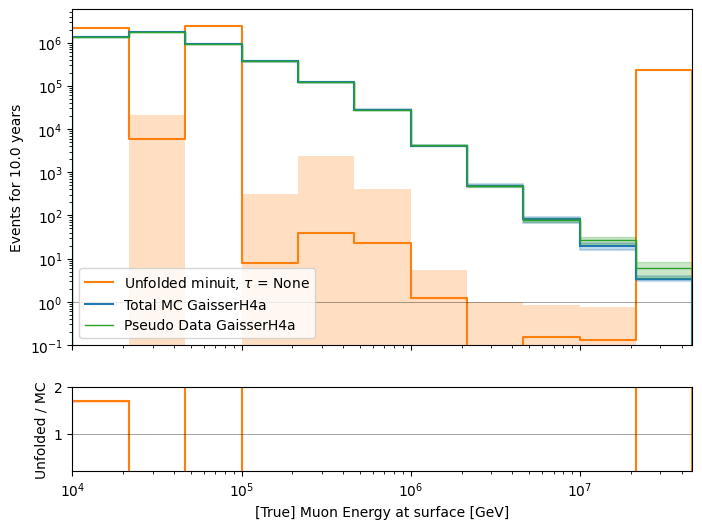 10⁶
10⁵
10⁴
10³
10²
10¹
10⁰
10⁻¹
Events for 10.0 years
Unfolded minuit, τ = None
Total MC GaisserH4a
Pseudo Data GaisserH4a
2
1
Unfolded / MC
10⁴ 10⁵ 10⁶ 10⁷
[True] Muon Energy at surface [GeV]